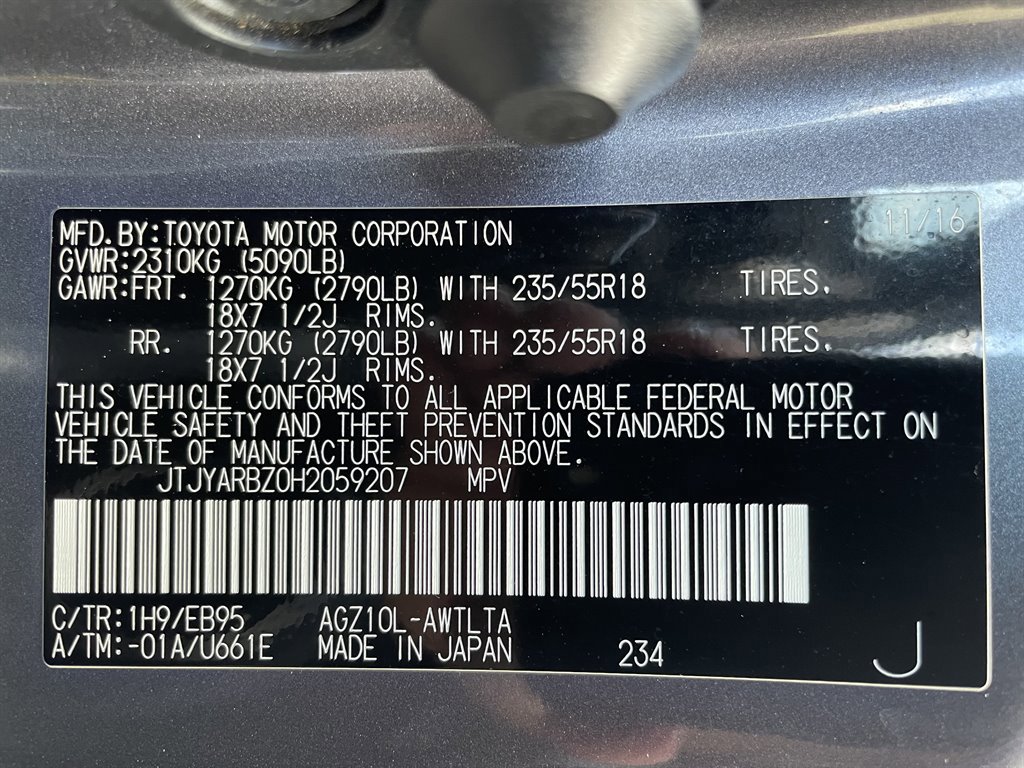 11/16
MFD.BY:TOYOTA MOTOR CORPORATION
GVWR:2310KG (5090LB)
GAWR:FRT. 1270KG (2790LB) WITH 235/55R18 TIRES.
18X7 1/2J RIMS.
RR. 1270KG (2790LB) WITH 235/55R18 TIRES.
18X7 1/2J RIMS.
THIS VEHICLE CONFORMS TO ALL APPLICABLE FEDERAL MOTOR
VEHICLE SAFETY AND THEFT PREVENTION STANDARDS IN EFFECT ON
THE DATE OF MANUFACTURE SHOWN ABOVE.
JTJYARBZ0H2059207 MPV
C/TR:1H9/EB95 AGZ10L-AWTLTA
A/TM:-01A/U661E MADE IN JAPAN 234 J